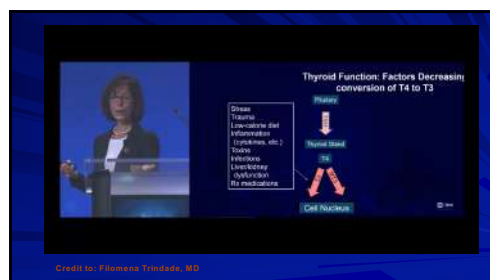 Thyroid Function: Factors Decreasing
conversion of T4 to T3
Pituitary
Stress
Trauma
Low-calorie diet
Inflammation
(cytokines, etc.)
Toxins
Infections
Liver/kidney
dysfunction
Rx medications
Thyroid Gland
T4
Cell Nucleus
Credit to: Filomena Trindade, MD